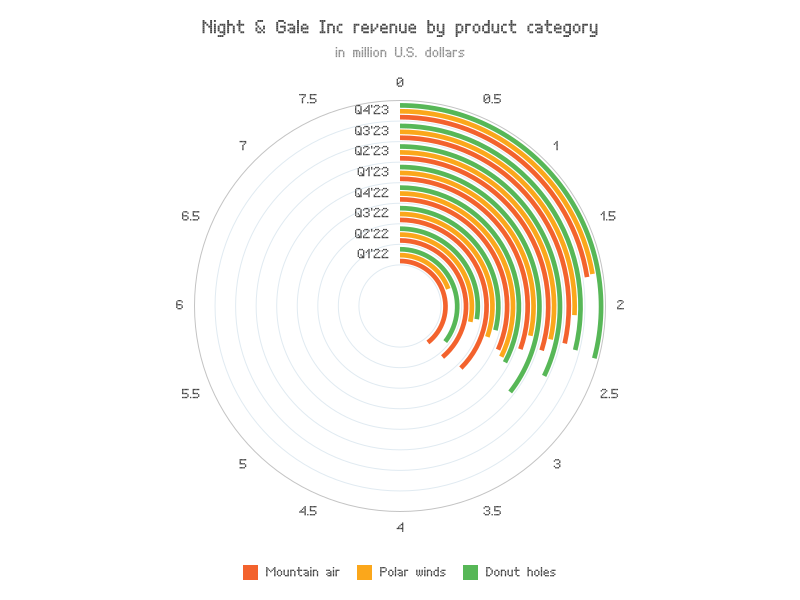 Night & Gale Inc revenue by product category
in million U.S. dollars
0
0.5
1
1.5
2
2.5
3
3.5
4
4.5
5
5.5
6
6.5
7
7.5
Q4'23
Q3'23
Q2'23
Q1'23
Q4'22
Q3'22
Q2'22
Q1'22
Mountain air Polar winds Donut holes